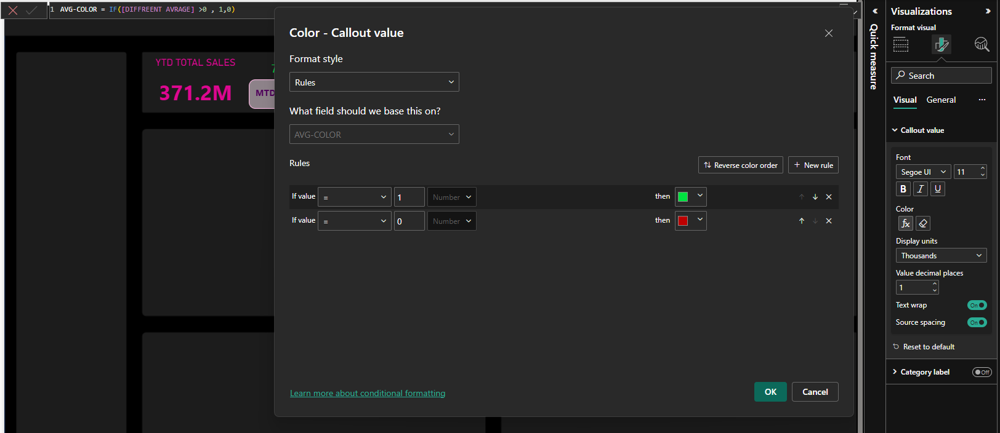 1 AVG-COLOR = IF([DIFFREENT AVRAGE] >0 , 1,0)
YTD TOTAL SALES
371.2M
MTD
Color - Callout value
Format style
Rules
What field should we base this on?
AVG-COLOR
Rules
Reverse color order
+ New rule
If value = 1 Number then
If value = 0 Number then
Learn more about conditional formatting
OK
Cancel
Quick measure
Visualizations
Format visual
Search
Visual General ...
Callout value
Font
Segoe UI 11
B I U
Color
fx
Display units
Thousands
Value decimal places
1
Text wrap On
Source spacing On
Reset to default
Category label Off